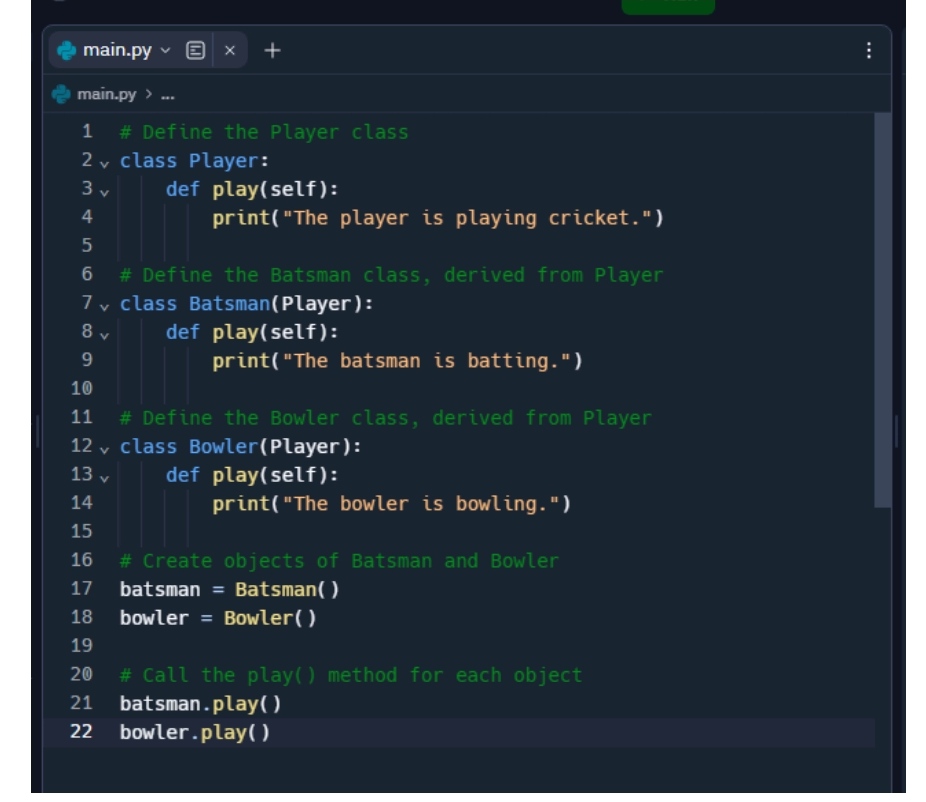 main.py
main.py > ...
1 # Define the Player class
2 class Player:
3     def play(self):
4         print("The player is playing cricket.")
5
6 # Define the Batsman class, derived from Player
7 class Batsman(Player):
8     def play(self):
9         print("The batsman is batting.")
10
11 # Define the Bowler class, derived from Player
12 class Bowler(Player):
13     def play(self):
14         print("The bowler is bowling.")
15
16 # Create objects of Batsman and Bowler
17 batsman = Batsman()
18 bowler = Bowler()
19
20 # Call the play() method for each object
21 batsman.play()
22 bowler.play()